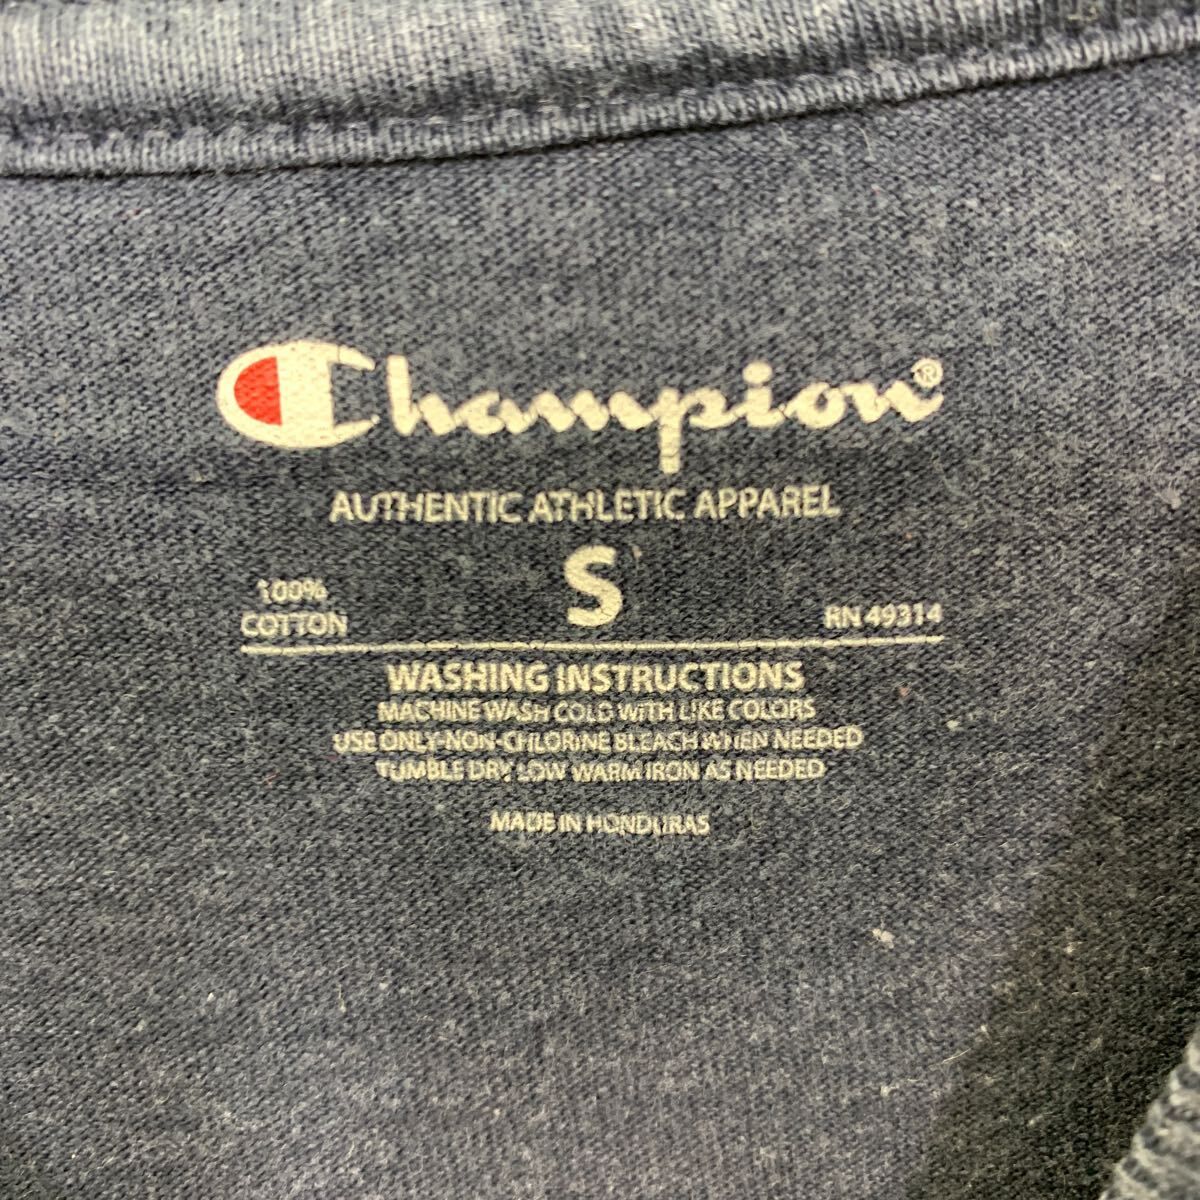 Champion®
AUTHENTIC ATHLETIC APPAREL
S
100%
COTTON
RN 49314
WASHING INSTRUCTIONS
MACHINE WASH COLD WITH LIKE COLORS
USE ONLY-NON-CHLORINE BLEACH WHEN NEEDED
TUMBLE DRY LOW WARM IRON AS NEEDED
MADE IN HONDURAS